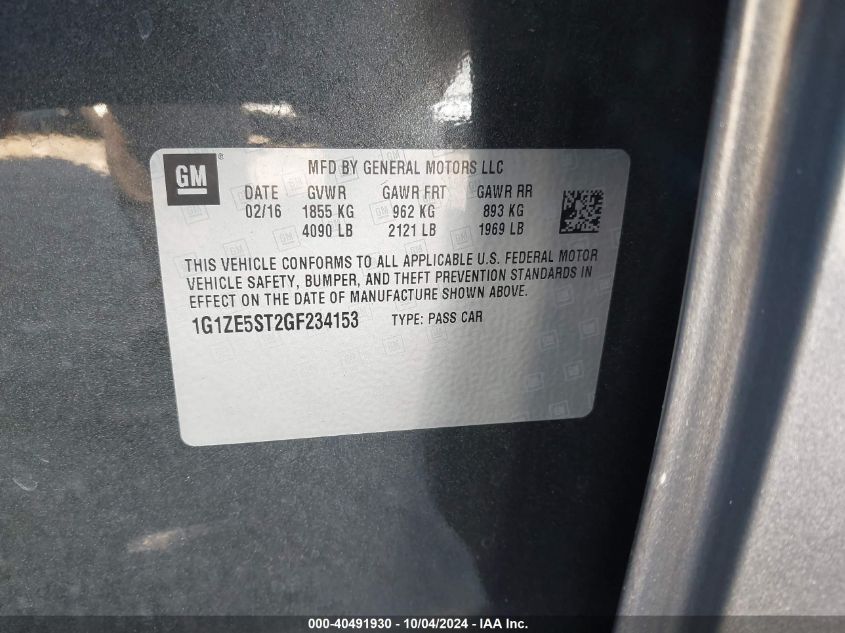 GM ® MFD BY GENERAL MOTORS LLC
DATE GVWR GAWR FRT GAWR RR
02/16 1855 KG 962 KG 893 KG
4090 LB 2121 LB 1969 LB
THIS VEHICLE CONFORMS TO ALL APPLICABLE U.S. FEDERAL MOTOR
VEHICLE SAFETY, BUMPER, AND THEFT PREVENTION STANDARDS IN
EFFECT ON THE DATE OF MANUFACTURE SHOWN ABOVE.
1G1ZE5ST2GF234153 TYPE: PASS CAR
000-40491930 - 10/04/2024 - IAA Holdings, LLC.